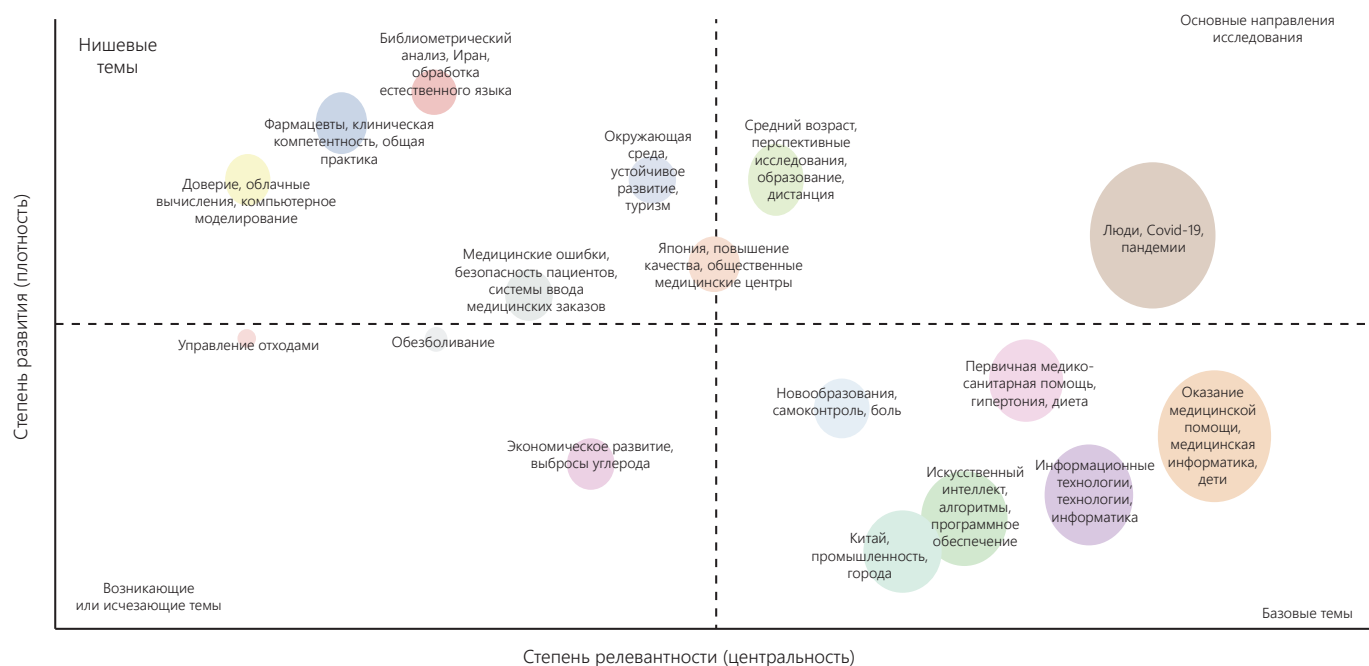 Основные направления
исследования
Нишевые
темы
Библиометрический
анализ, Иран,
обработка
естественного языка
Фармацевты, клиническая
компетентность, общая
практика
Доверие, облачные
вычисления, компьютерное
моделирование
Окружающая
среда,
устойчивое
развитие,
туризм
Средний возраст,
перспективные
исследования,
образование,
дистанция
Люди, Covid-19,
пандемии
Медицинские ошибки,
безопасность пациентов,
системы ввода
медицинских заказов
Япония, повышение
качества, общественные
медицинские центры
Степень развития (плотность)
Управление отходами
Обезболивание
Экономическое развитие,
выбросы углерода
Новообразования,
самоконтроль, боль
Первичная медико-
санитарная помощь,
гипертония, диета
Оказание
медицинской
помощи,
медицинская
информатика,
дети
Искусственный
интеллект,
алгоритмы,
программное
обеспечение
Информационные
технологии,
технологии,
информатика
Китай,
промышленность,
города
Возникающие
или исчезающие темы
Базовые темы
Степень релевантности (центральность)